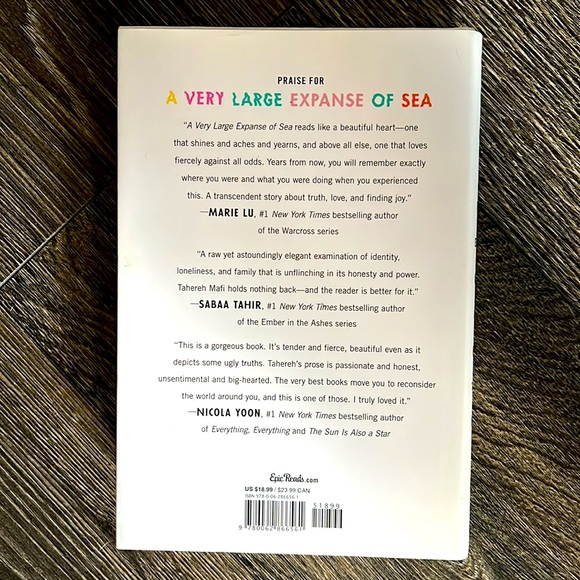 PRAISE FOR
A VERY LARGE EXPANSE OF SEA
“A Very Large Expanse of Sea reads like a beautiful heart—one
that shines and aches and yearns, and above all else, one that loves
fiercely against all odds. Years from now, you will remember exactly
where you were and what you were doing when you experienced
this. A transcendent story about truth, love, and finding joy.”
—MARIE LU, #1 New York Times bestselling author
of the Warcross series
“A raw yet astoundingly elegant examination of identity,
loneliness, and family that is unflinching in its honesty and power.
Tahereh Mafi holds nothing back—and the reader is better for it.”
—SABAA TAHIR, #1 New York Times bestselling author
of the Ember in the Ashes series
“This is a gorgeous book. It’s tender and fierce, beautiful even as it
depicts some ugly truths. Tahereh’s prose is passionate and honest,
unsentimental and big-hearted. The very best books move you to reconsider
the world around you, and this is one of those. I truly loved it.”
—NICOLA YOON, #1 New York Times bestselling author
of Everything, Everything and The Sun Is Also a Star
EpicReads.com
US $18.99 / $23.99 CAN
ISBN 978-0-06-286656-1
51899
9 780062 866561